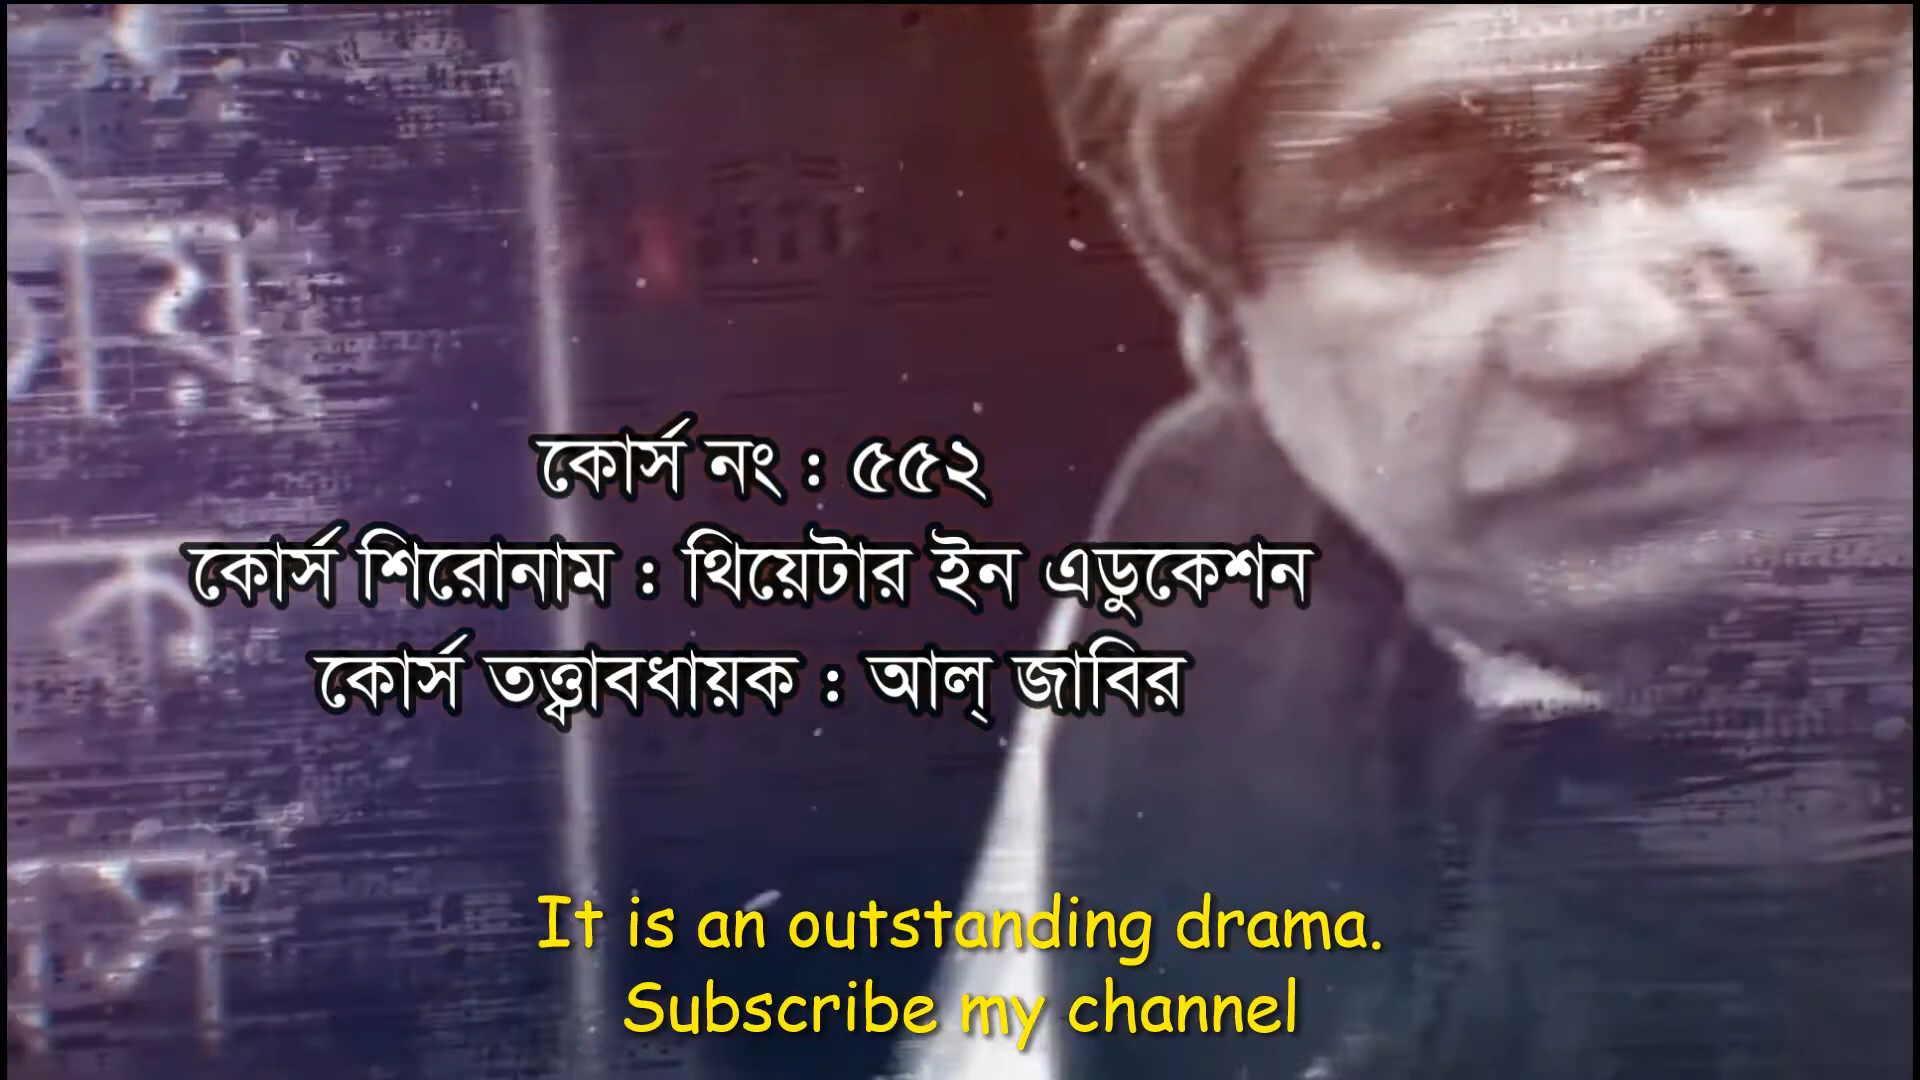 কোর্স নং : ৫৫২
কোর্স শিরোনাম : থিয়েটার ইন এডুকেশন
কোর্স তত্ত্বাবধায়ক : আল্ জাবির
It is an outstanding drama.
Subscribe my channel